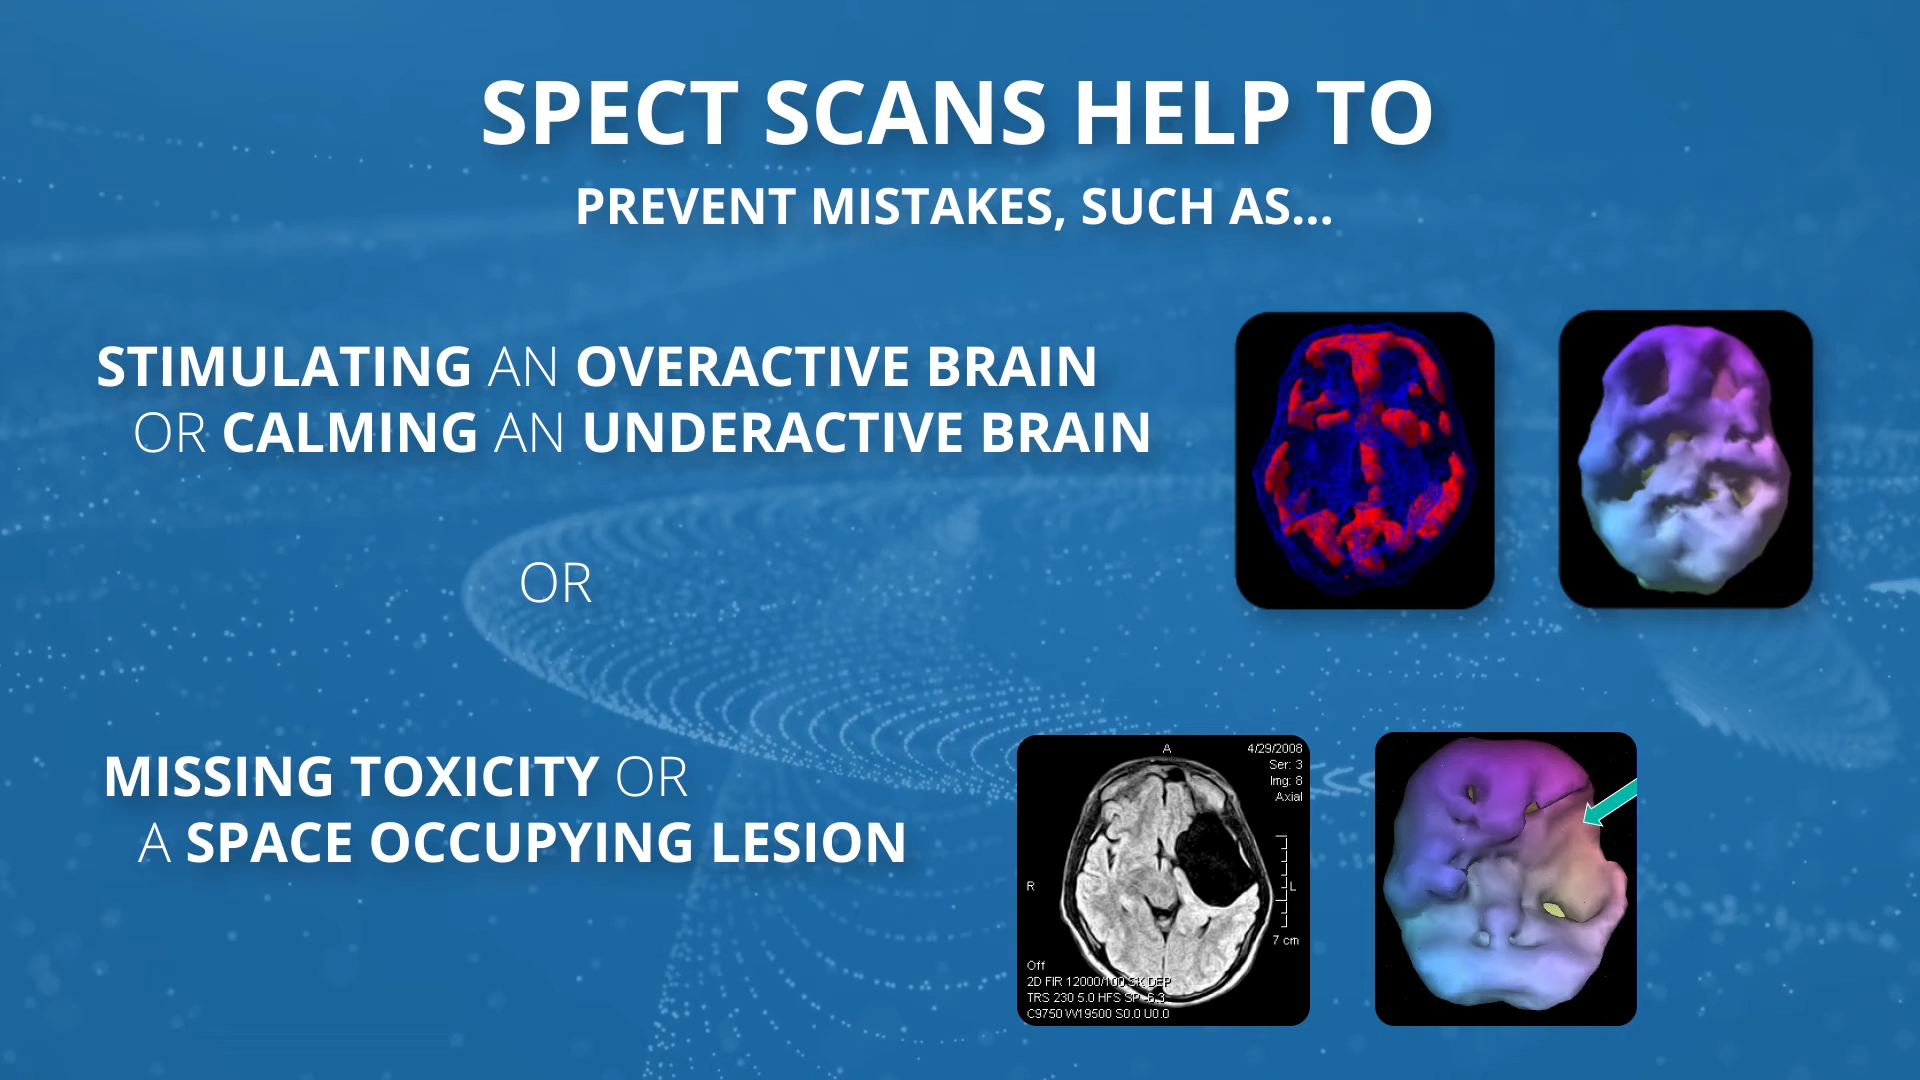 SPECT SCANS HELP TO
PREVENT MISTAKES, SUCH AS...
STIMULATING AN OVERACTIVE BRAIN
OR CALMING AN UNDERACTIVE BRAIN
OR
MISSING TOXICITY OR
A SPACE OCCUPYING LESION
A
4/29/2008
Ser: 3
Img: 8
Axial
R
L
7 cm
Off
2D FIR 12000/100 SK DEP
TRS 230 5.0 HFS SP -6.3
C9750 W19500 S0.0 U0.0